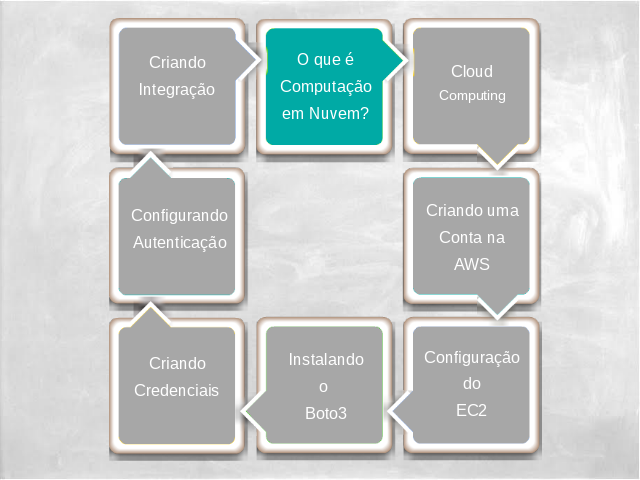 Criando
Integração
O que é
Computação
em Nuvem?
Cloud
Computing
Configurando
Autenticação
Criando uma
Conta na
AWS
Criando
Credenciais
Instalando
o
Boto3
Configuração
do
EC2